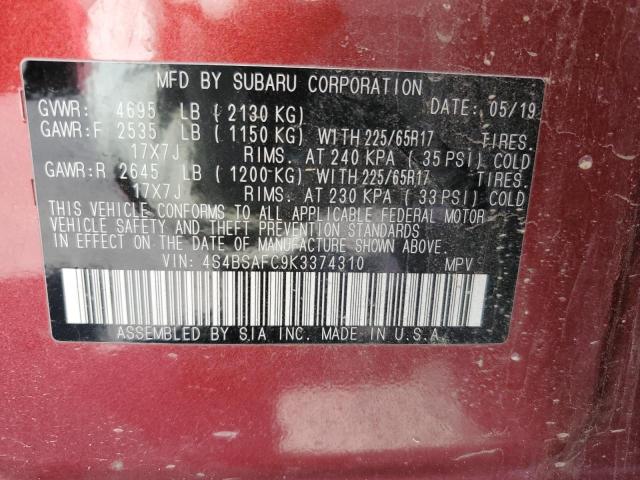 MFD BY SUBARU CORPORATION
GVWR: 4695 LB (2130 KG) DATE: 05/19
GAWR:F 2535 LB (1150 KG) WITH 225/65R17 TIRES.
17X7J RIMS. AT 240 KPA (35 PSI) COLD
GAWR:R 2645 LB (1200 KG) WITH 225/65R17 TIRES.
17X7J RIMS. AT 230 KPA (33 PSI) COLD
THIS VEHICLE CONFORMS TO ALL APPLICABLE FEDERAL MOTOR
VEHICLE SAFETY AND THEFT PREVENTION STANDARDS
IN EFFECT ON THE DATE OF MANUFACTURE SHOWN ABOVE.
VIN: 4S4BSAFC9K3374310 MPV
ASSEMBLED BY SIA INC. MADE IN U.S.A.